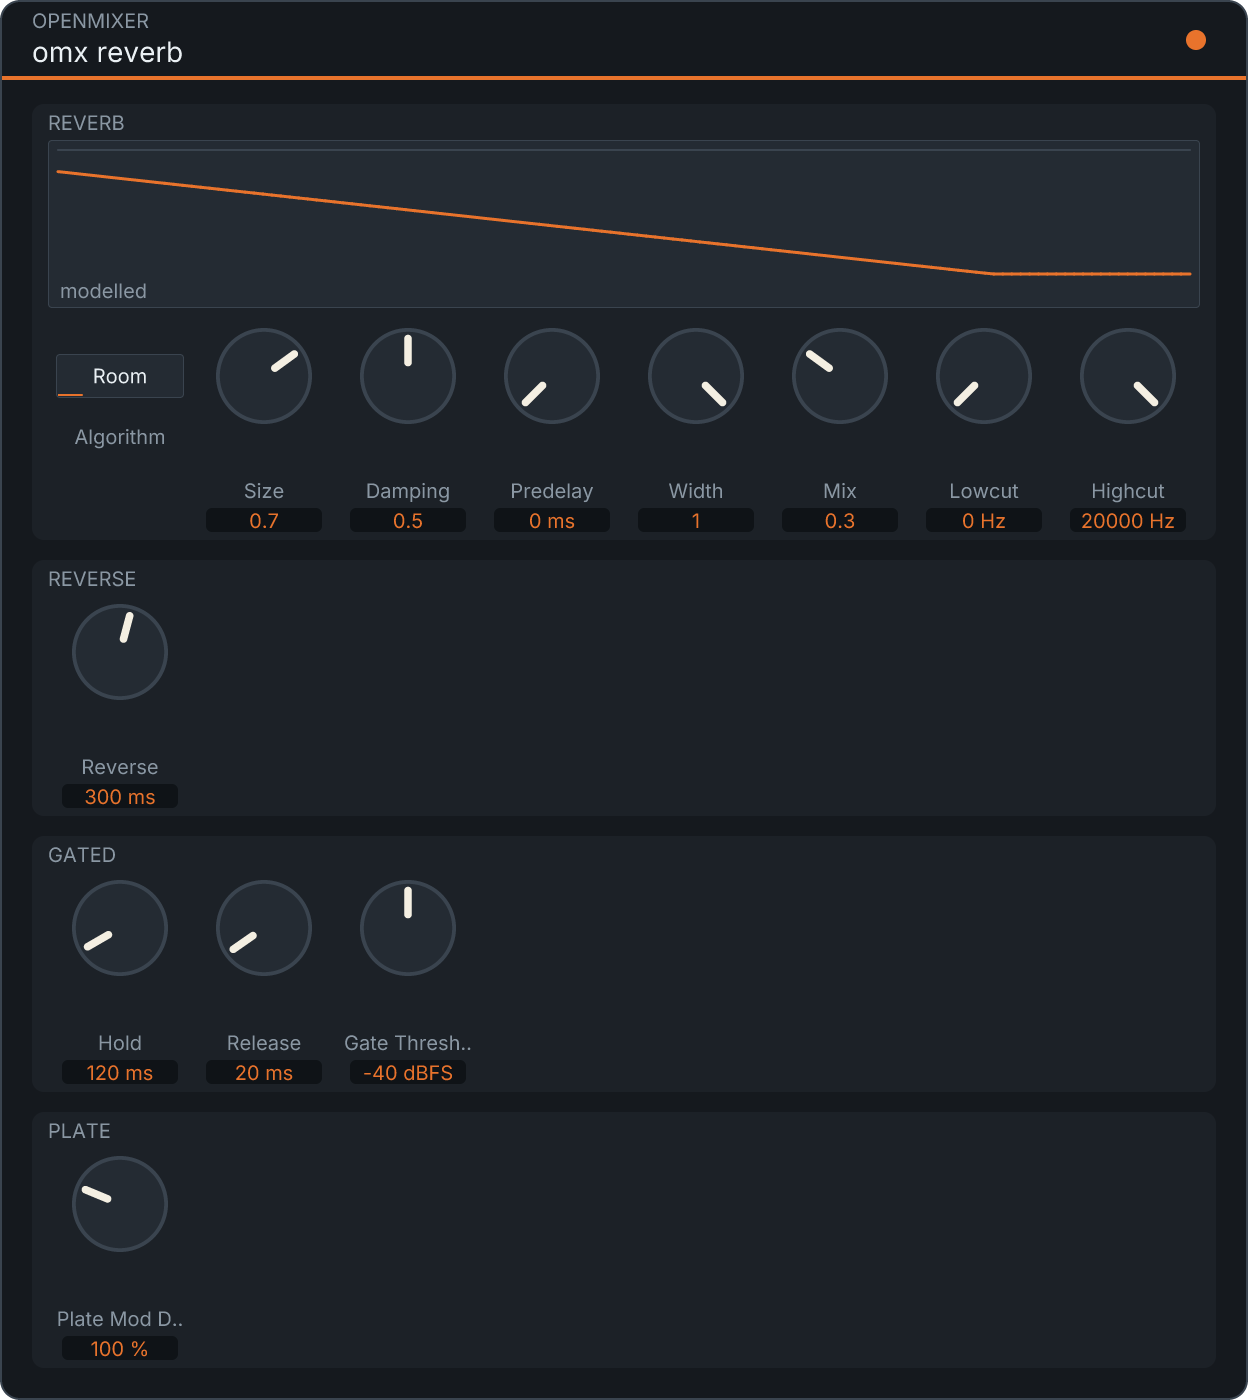 OPENMIXER
omx reverb
REVERB
modelled
Room
Algorithm
Size Damping Predelay Width Mix Lowcut Highcut
0.7 0.5 0 ms 1 0.3 0 Hz 20000 Hz
REVERSE
Reverse
300 ms
GATED
Hold Release Gate Thresh..
120 ms 20 ms -40 dBFS
PLATE
Plate Mod D..
100 %